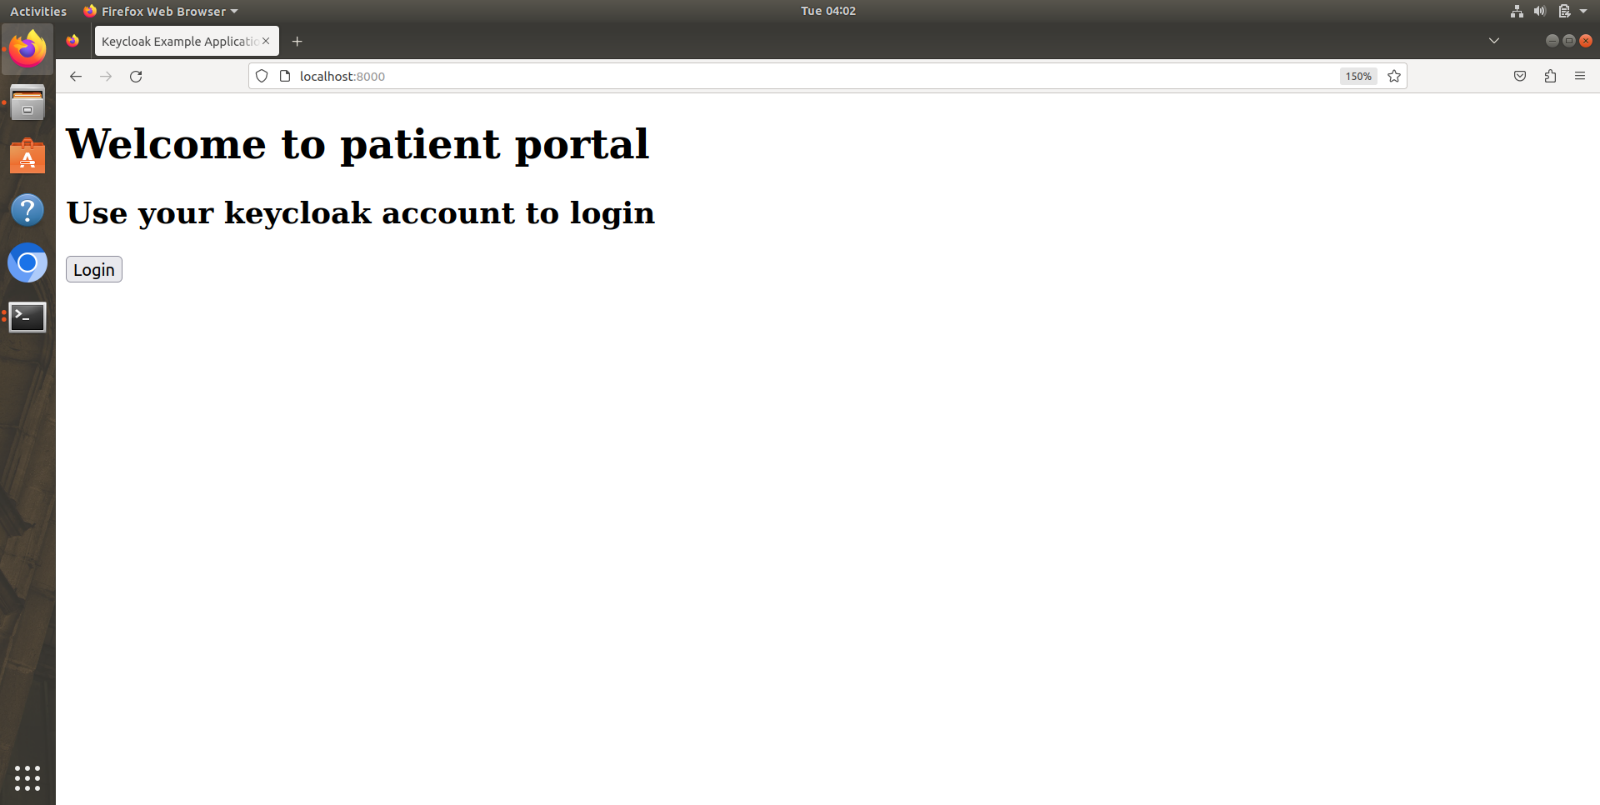 Activities
Firefox Web Browser
Tue 04:02
Keycloak Example Applicatio
localhost:8000
150%
Welcome to patient portal
Use your keycloak account to login
Login